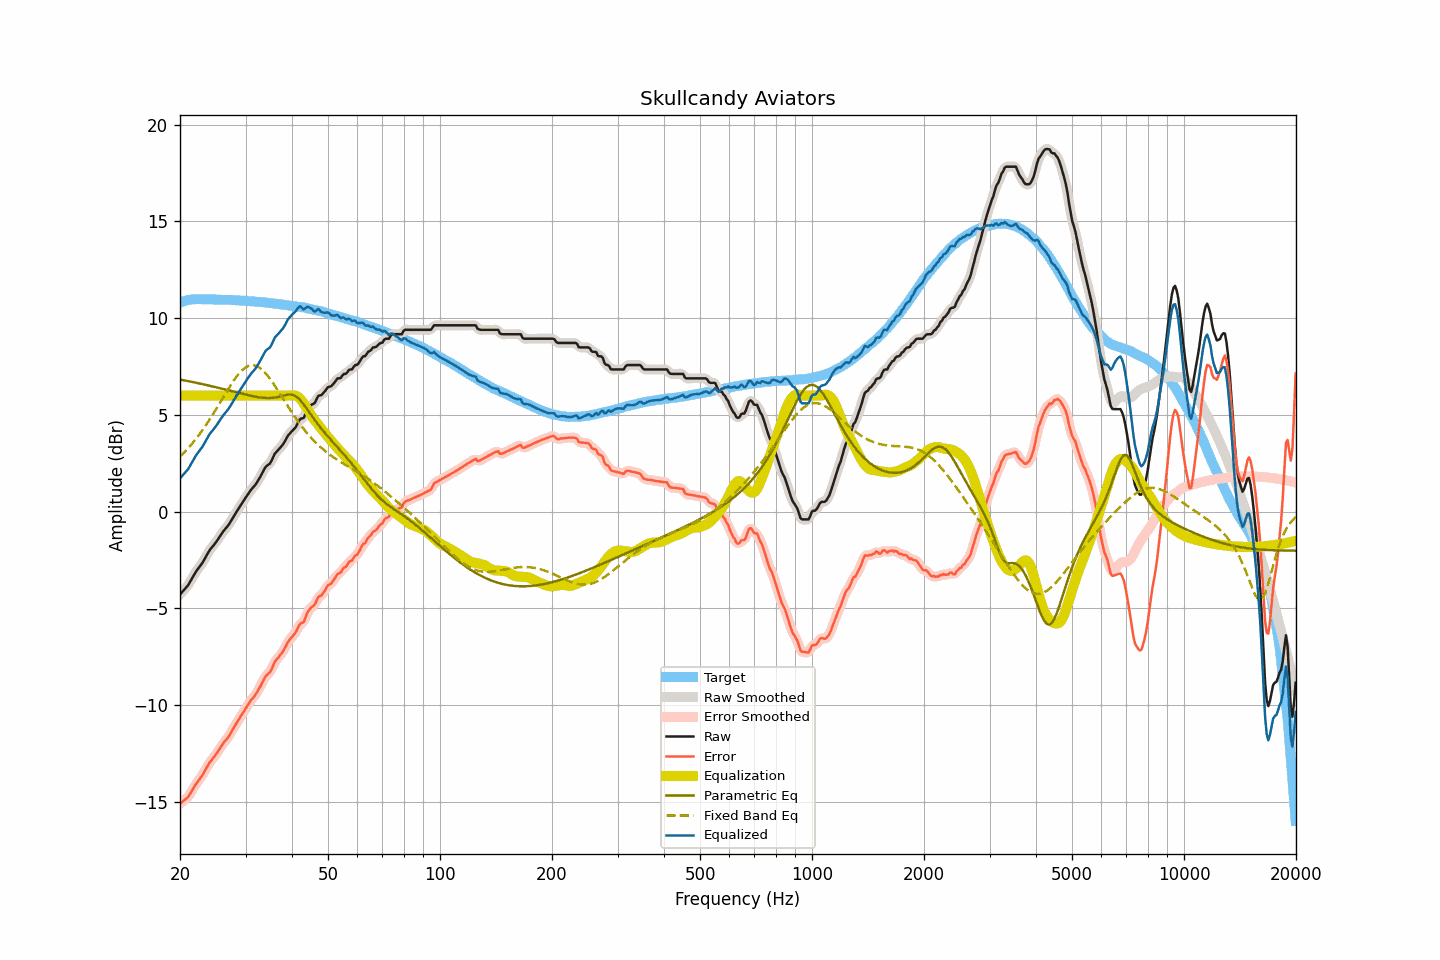 Skullcandy Aviators
20
15
10
5
0
−5
−10
−15
Amplitude (dBr)
Target
Raw Smoothed
Error Smoothed
Raw
Error
Equalization
Parametric Eq
Fixed Band Eq
Equalized
20 50 100 200 500 1000 2000 5000 10000 20000
Frequency (Hz)